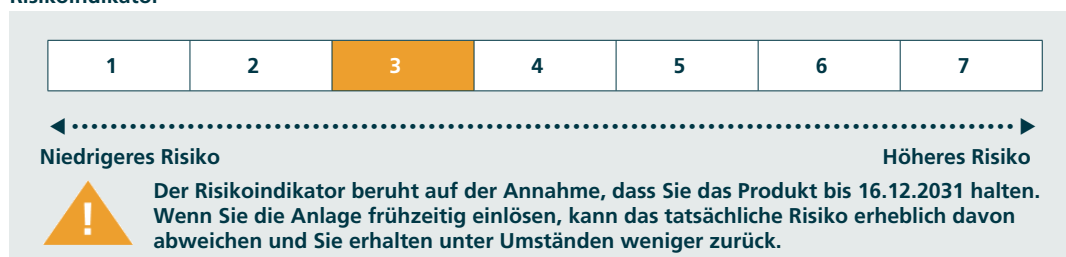 Risikoindikator
1 2 3 4 5 6 7
Niedrigeres Risiko Höheres Risiko
Der Risikoindikator beruht auf der Annahme, dass Sie das Produkt bis 16.12.2031 halten.
Wenn Sie die Anlage frühzeitig einlösen, kann das tatsächliche Risiko erheblich davon
abweichen und Sie erhalten unter Umständen weniger zurück.